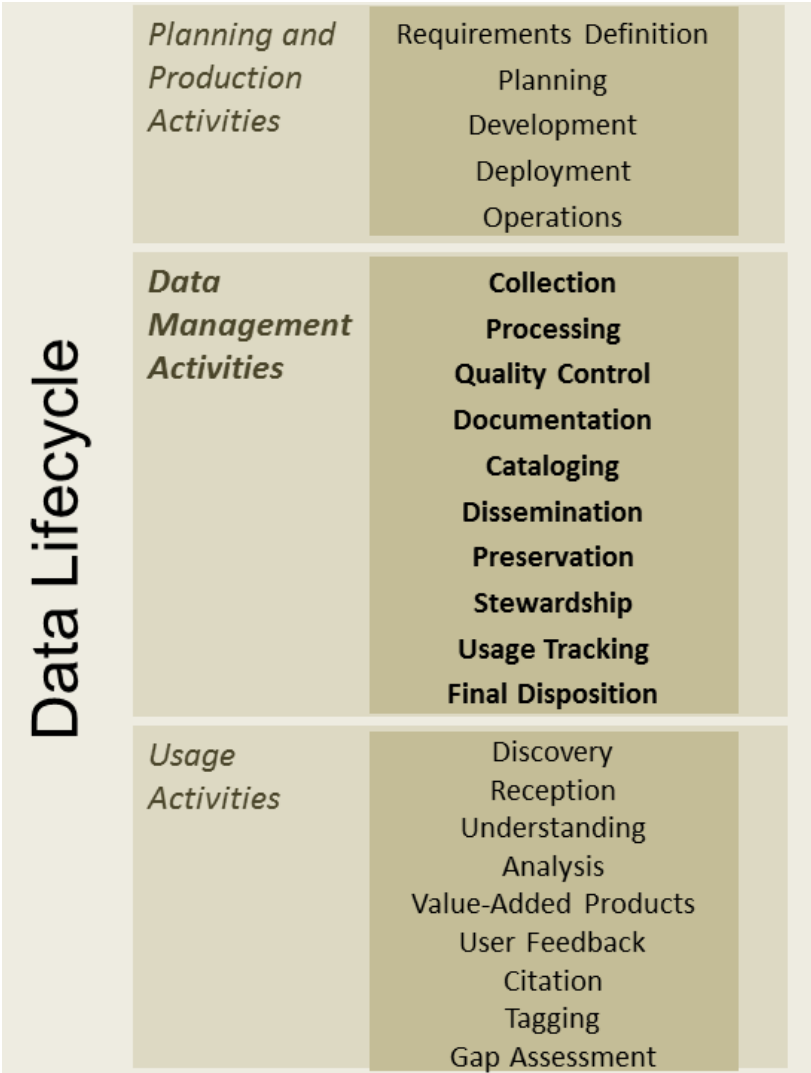 Data Lifecycle
Planning and
Production
Activities
Requirements Definition
Planning
Development
Deployment
Operations
Data
Management
Activities
Collection
Processing
Quality Control
Documentation
Cataloging
Dissemination
Preservation
Stewardship
Usage Tracking
Final Disposition
Usage
Activities
Discovery
Reception
Understanding
Analysis
Value-Added Products
User Feedback
Citation
Tagging
Gap Assessment